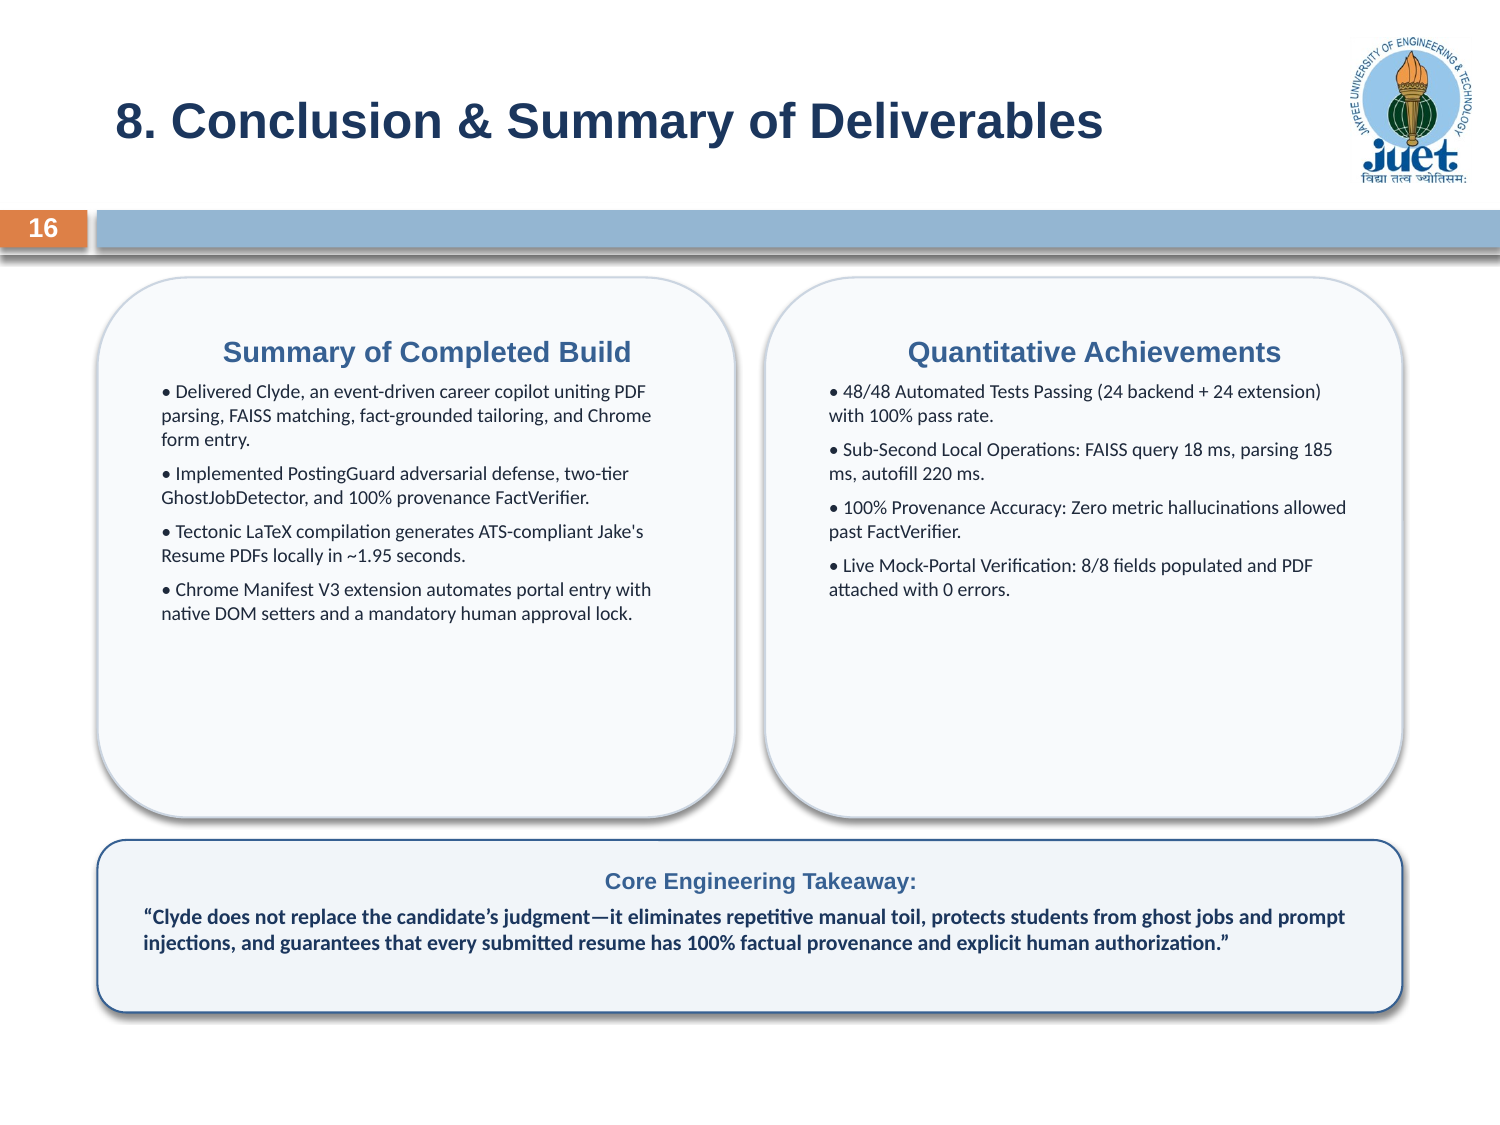 8. Conclusion & Summary of Deliverables
JAYPEE UNIVERSITY OF ENGINEERING & TECHNOLOGY
juet
विद्या तत्व ज्योतिसमः
16
Summary of Completed Build
• Delivered Clyde, an event-driven career copilot uniting PDF
parsing, FAISS matching, fact-grounded tailoring, and Chrome
form entry.
• Implemented PostingGuard adversarial defense, two-tier
GhostJobDetector, and 100% provenance FactVerifier.
• Tectonic LaTeX compilation generates ATS-compliant Jake's
Resume PDFs locally in ~1.95 seconds.
• Chrome Manifest V3 extension automates portal entry with
native DOM setters and a mandatory human approval lock.
Quantitative Achievements
• 48/48 Automated Tests Passing (24 backend + 24 extension)
with 100% pass rate.
• Sub-Second Local Operations: FAISS query 18 ms, parsing 185
ms, autofill 220 ms.
• 100% Provenance Accuracy: Zero metric hallucinations allowed
past FactVerifier.
• Live Mock-Portal Verification: 8/8 fields populated and PDF
attached with 0 errors.
Core Engineering Takeaway:
“Clyde does not replace the candidate’s judgment—it eliminates repetitive manual toil, protects students from ghost jobs and prompt
injections, and guarantees that every submitted resume has 100% factual provenance and explicit human authorization.”